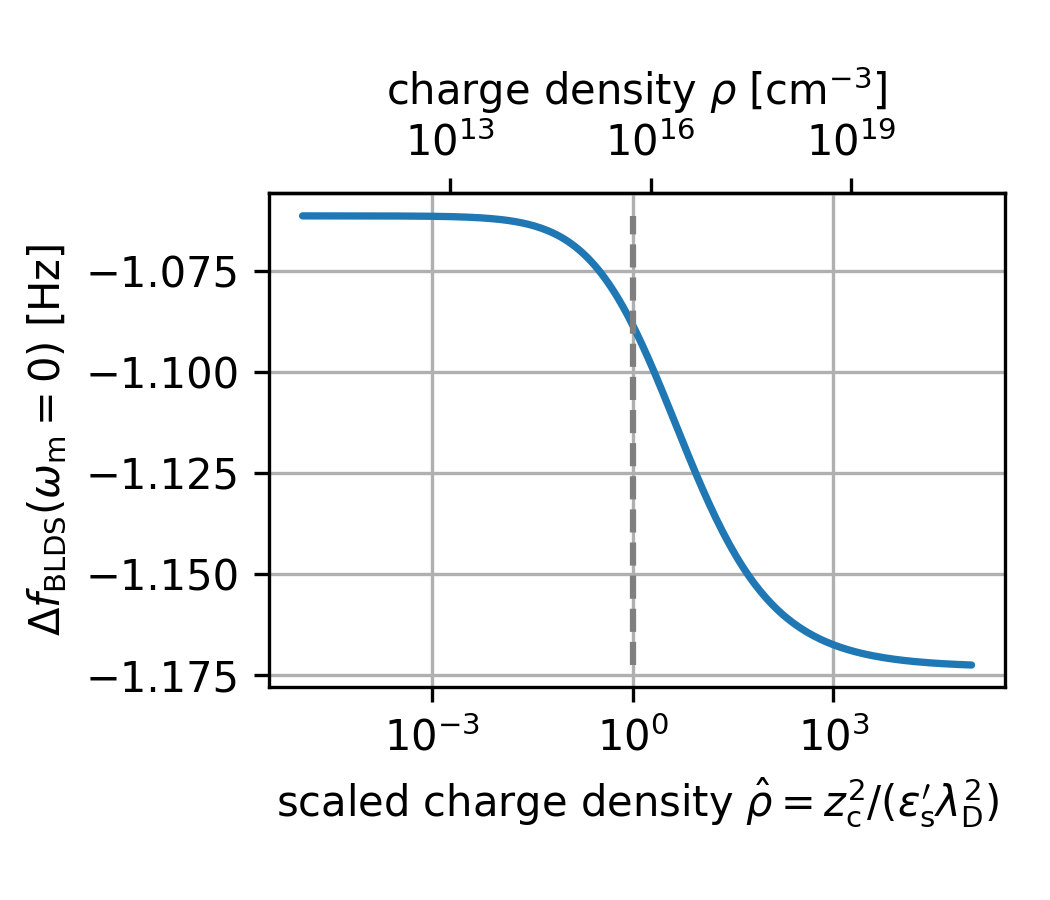 charge density ρ [cm⁻³]
10¹³ 10¹⁶ 10¹⁹
Δf_BLDS(ω_m = 0) [Hz]
−1.075
−1.100
−1.125
−1.150
−1.175
10⁻³ 10⁰ 10³
scaled charge density ρ̂ = z_c²/(ε_s′λ_D²)